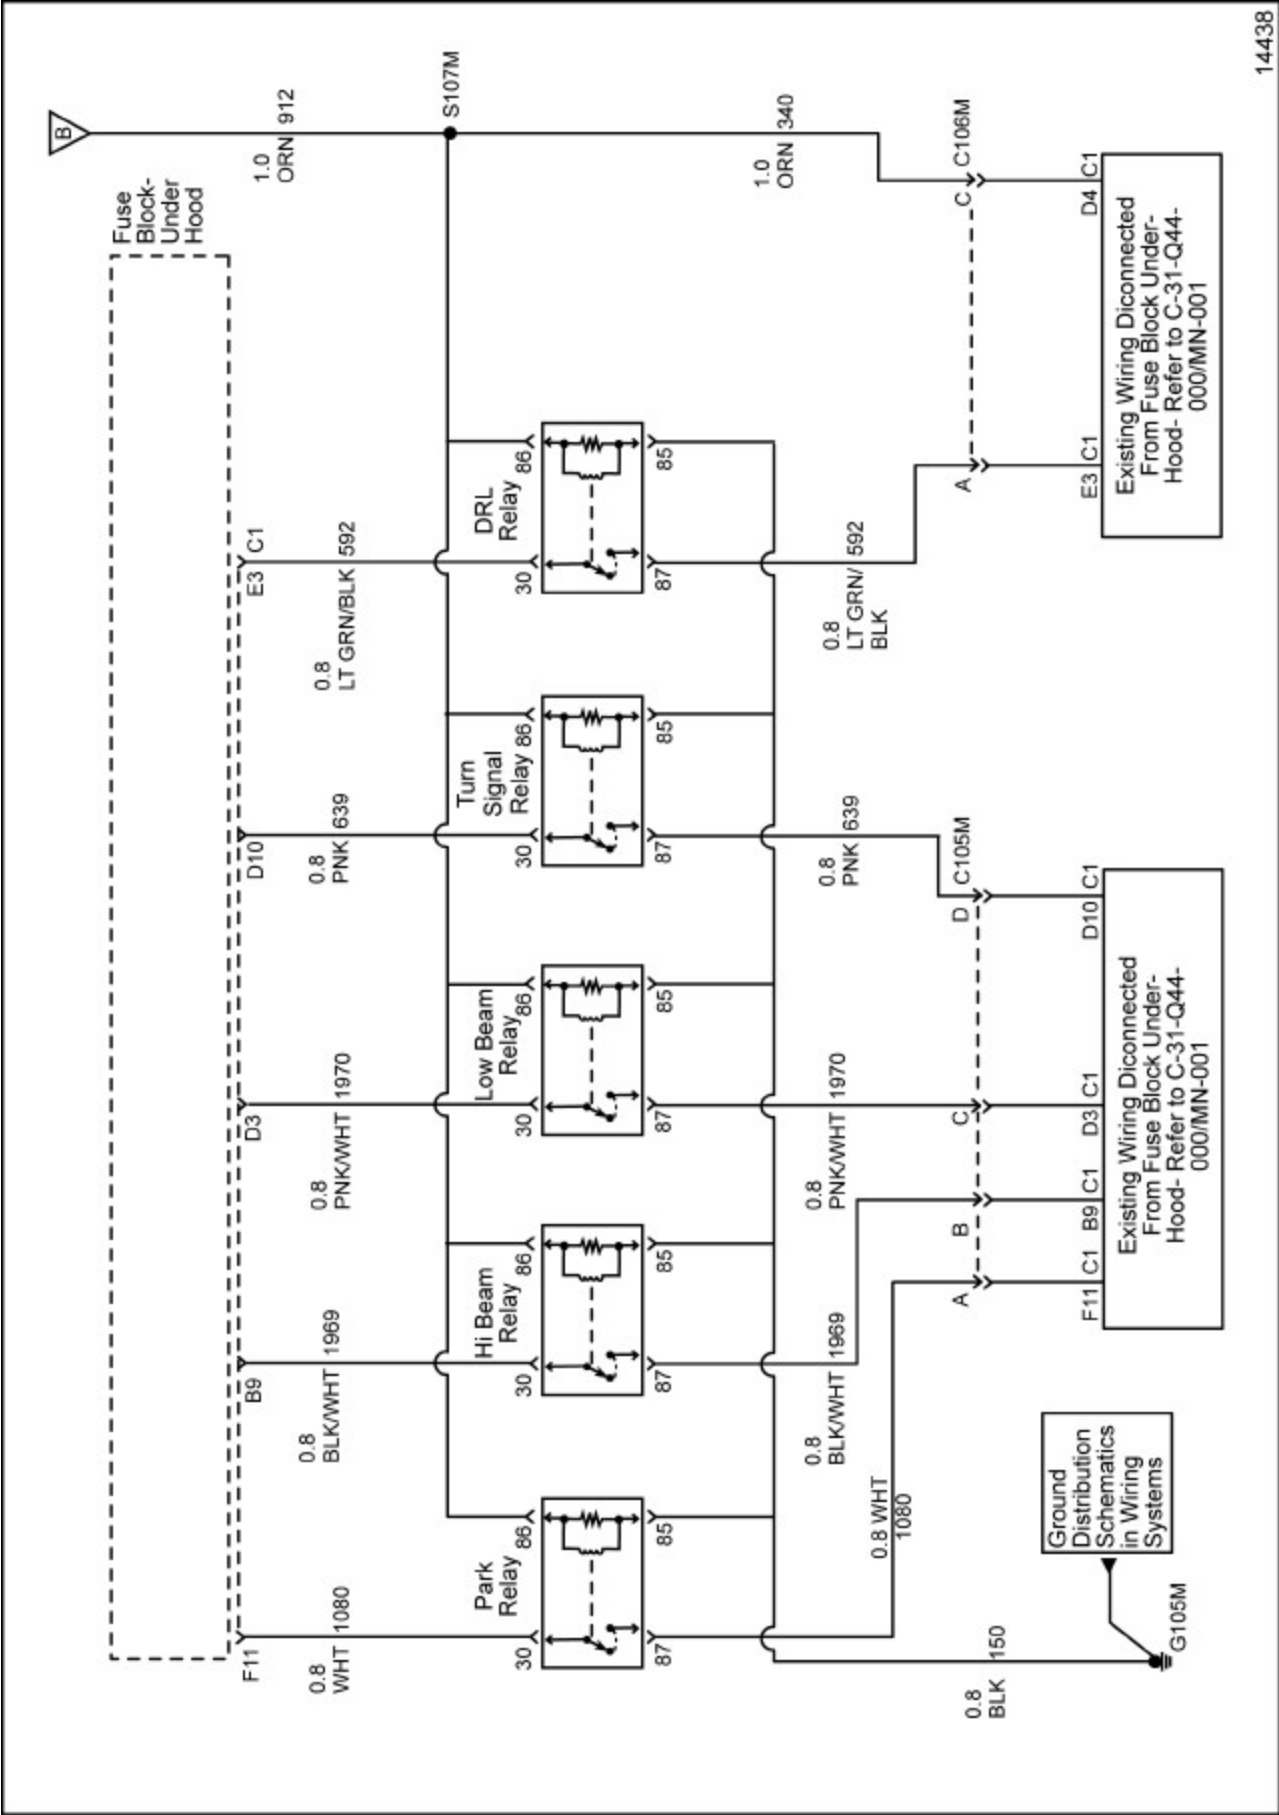 B
Fuse
Block-
Under
Hood
1.0
ORN 912
S107M
1.0
ORN 340
E3 C1
D10
D3
B9
F11
0.8
LT GRN/BLK 592
0.8
PNK 639
0.8
PNK/WHT 1970
0.8
BLK/WHT 1969
0.8
WHT 1080
DRL
Relay
86
30
85
87
Turn
Signal
Relay
86
30
85
87
Low Beam
Relay
86
30
85
87
Hi Beam
Relay
86
30
85
87
Park
Relay
86
30
85
87
0.8
LT GRN/ 592
BLK
0.8
PNK 639
0.8
PNK/WHT 1970
0.8
BLK/WHT 1969
0.8 WHT
1080
0.8
BLK 150
A
C C106M
E3 C1
D4 C1
Existing Wiring Diconnected
From Fuse Block Under-
Hood- Refer to C-31-Q44-
000/MN-001
A
B
C
D C105M
F11 C1
B9 C1
D3 C1
D10 C1
Existing Wiring Diconnected
From Fuse Block Under-
Hood- Refer to C-31-Q44-
000/MN-001
Ground
Distribution
Schematics
in Wiring
Systems
G105M
14438